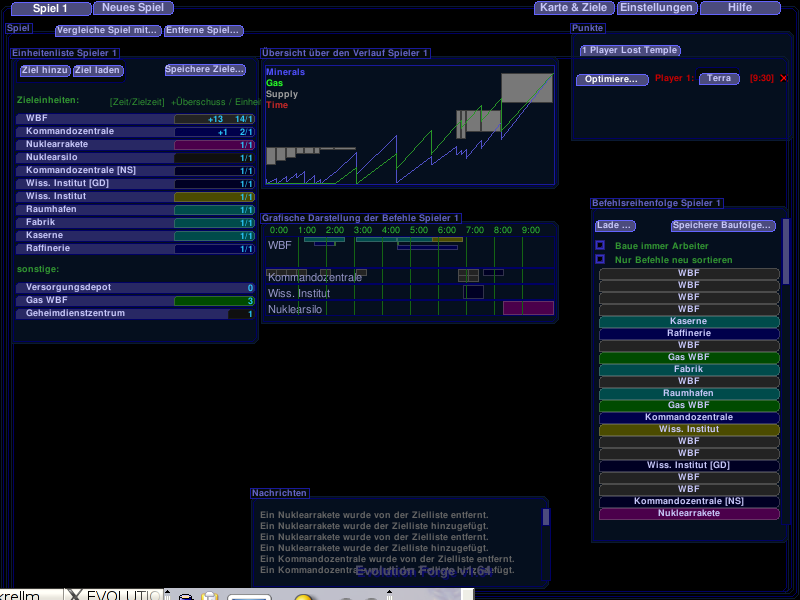 Spiel 1
Neues Spiel
Karte & Ziele
Einstellungen
Hilfe
Spiel
Vergleiche Spiel mit...
Entferne Spiel...
Punkte
1 Player Lost Temple
Optimiere...
Player 1:
Terra
[9:30]
Einheitenliste Spieler 1
Ziel hinzu
Ziel laden
Speichere Ziele...
Zieleinheiten:
[Zeit/Zielzeit] +Überschuss / Einhei
WBF +13 14/1
Kommandozentrale +1 2/1
Nuklearrakete 1/1
Nuklearsilo 1/1
Kommandozentrale [NS] 1/1
Wiss. Institut [GD] 1/1
Wiss. Institut 1/1
Raumhafen 1/1
Fabrik 1/1
Kaserne 1/1
Raffinerie 1/1
sonstige:
Versorgungsdepot 0
Gas WBF 3
Geheimdienstzentrum 1
Übersicht über den Verlauf Spieler 1
Minerals
Gas
Supply
Time
Grafische Darstellung der Befehle Spieler 1
0:00 1:00 2:00 3:00 4:00 5:00 6:00 7:00 8:00 9:00
WBF
Kommandozentrale
Wiss. Institut
Nuklearsilo
Befehlsreihenfolge Spieler 1
Lade ...
Speichere Baufolge...
Baue immer Arbeiter
Nur Befehle neu sortieren
WBF
WBF
WBF
WBF
Kaserne
Raffinerie
WBF
Gas WBF
Fabrik
WBF
Raumhafen
Gas WBF
Kommandozentrale
Wiss. Institut
WBF
WBF
Wiss. Institut [GD]
WBF
WBF
Kommandozentrale [NS]
Nuklearrakete
Nachrichten
Ein Nuklearrakete wurde von der Zielliste entfernt.
Ein Nuklearrakete wurde der Zielliste hinzugefügt.
Ein Nuklearrakete wurde von der Zielliste entfernt.
Ein Nuklearrakete wurde der Zielliste hinzugefügt.
Ein Kommandozentrale wurde von der Zielliste entfernt.
Evolution Forge
krellm
EVOLUTIO